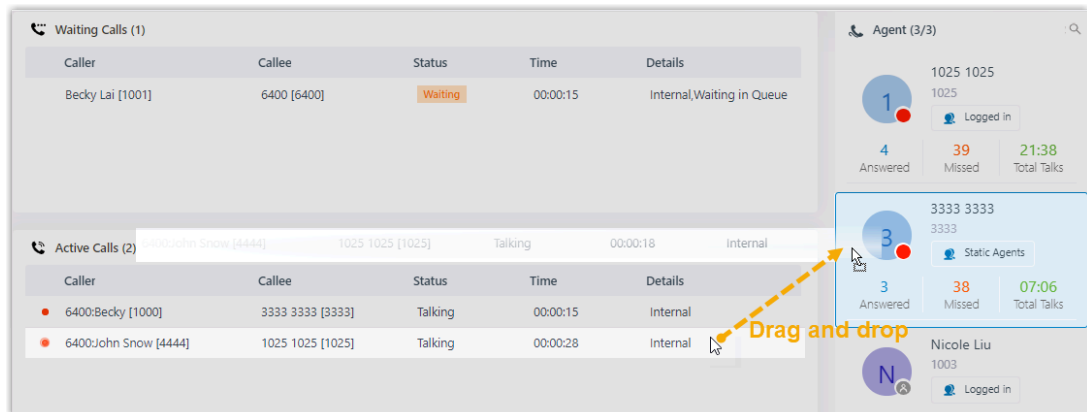 Waiting Calls (1)
Caller Callee Status Time Details
Becky Lai [1001] 6400 [6400] Waiting 00:00:15 Internal,Waiting in Queue
Active Calls (2)
6400:John Snow [4444] 1025 1025 [1025] Talking 00:00:18 Internal
Caller Callee Status Time Details
6400:Becky [1000] 3333 3333 [3333] Talking 00:00:15 Internal
6400:John Snow [4444] 1025 1025 [1025] Talking 00:00:28 Internal
Drag and drop
Agent (3/3)
1025 1025
1
1025
Logged in
4 39 21:38
Answered Missed Total Talks
3333 3333
3
3333
Static Agents
3 38 07:06
Answered Missed Total Talks
Nicole Liu
N
1003
Logged in